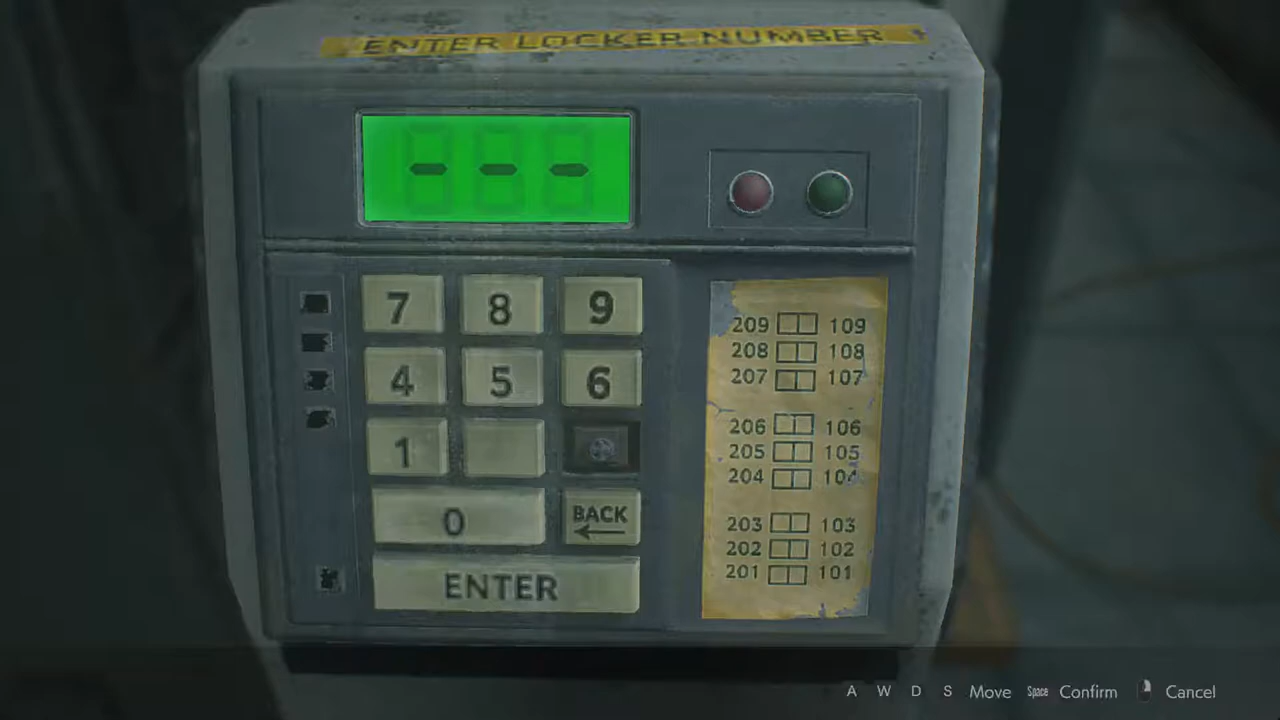 ENTER LOCKER NUMBER
- - -
7 8 9
4 5 6
1
0 BACK
ENTER
209 109
208 108
207 107
206 106
205 105
204 104
203 103
202 102
201 101
A W D S Move Space Confirm Cancel